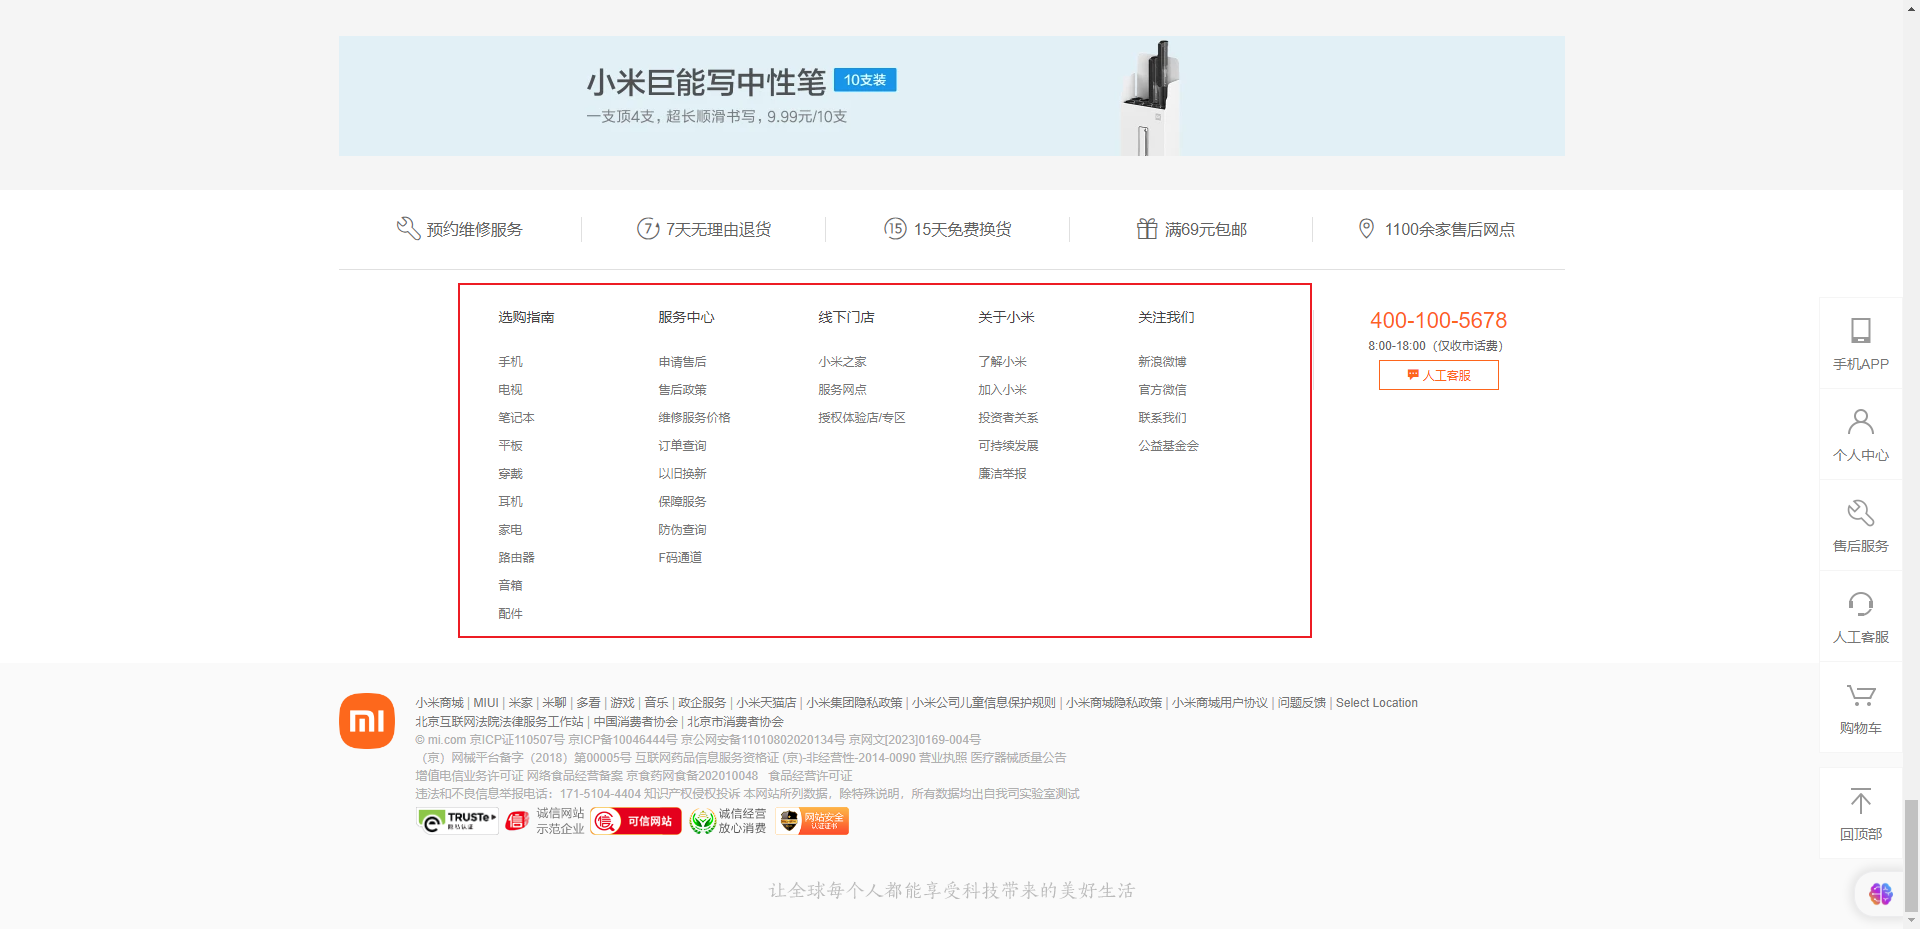 小米巨能写中性笔 10支装
一支顶4支，超长顺滑书写，9.99元/10支
预约维修服务
7天无理由退货
15天免费换货
满69元包邮
1100余家售后网点
选购指南
手机
电视
笔记本
平板
穿戴
耳机
家电
路由器
音箱
配件
服务中心
申请售后
售后政策
维修服务价格
订单查询
以旧换新
保障服务
防伪查询
F码通道
线下门店
小米之家
服务网点
授权体验店/专区
关于小米
了解小米
加入小米
投资者关系
可持续发展
廉洁举报
关注我们
新浪微博
官方微信
联系我们
公益基金会
400-100-5678
8:00-18:00（仅收市话费）
人工客服
手机APP
个人中心
售后服务
人工客服
购物车
回顶部
小米商城 | MIUI | 米家 | 米聊 | 多看 | 游戏 | 音乐 | 政企服务 | 小米天猫店 | 小米集团隐私政策 | 小米公司儿童信息保护规则 | 小米商城隐私政策 | 小米商城用户协议 | 问题反馈 | Select Location
北京互联网法院法律服务工作站 | 中国消费者协会 | 北京市消费者协会
© mi.com 京ICP证110507号 京ICP备10046444号 京公网安备11010802020134号 京网文[2023]0169-004号
（京）网械平台备字（2018）第00005号 互联网药品信息服务资格证 (京)-非经营性-2014-0090 营业执照 医疗器械质量公告
增值电信业务许可证 网络食品经营备案 京食药网食备202010048 食品经营许可证
违法和不良信息举报电话：171-5104-4404 知识产权侵权投诉 本网站所列数据，除特殊说明，所有数据均出自我司实验室测试
TRUSTe
隐私认证
诚信网站
示范企业
可信网站
诚信经营
放心消费
网站安全
认证证书
让全球每个人都能享受科技带来的美好生活